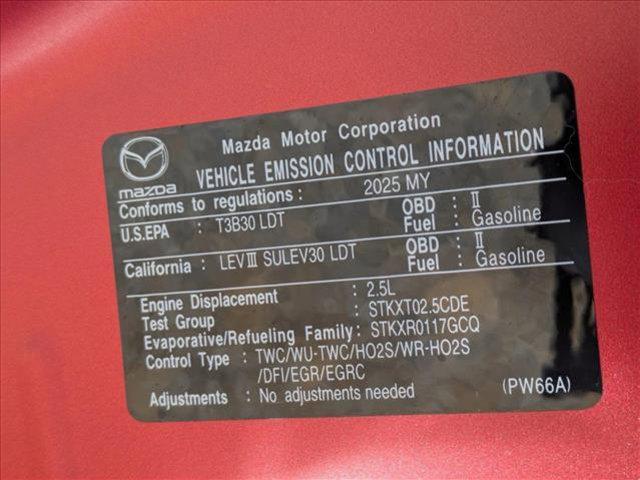 mazda
Mazda Motor Corporation
VEHICLE EMISSION CONTROL INFORMATION
Conforms to regulations : 2025 MY
U.S.EPA : T3B30 LDT OBD : II
Fuel : Gasoline
California : LEVIII SULEV30 LDT OBD : II
Fuel : Gasoline
Engine Displacement : 2.5L
Test Group : STKXT02.5CDE
Evaporative/Refueling Family : STKXR0117GCQ
Control Type : TWC/WU-TWC/HO2S/WR-HO2S
/DFI/EGR/EGRC
Adjustments : No adjustments needed
(PW66A)